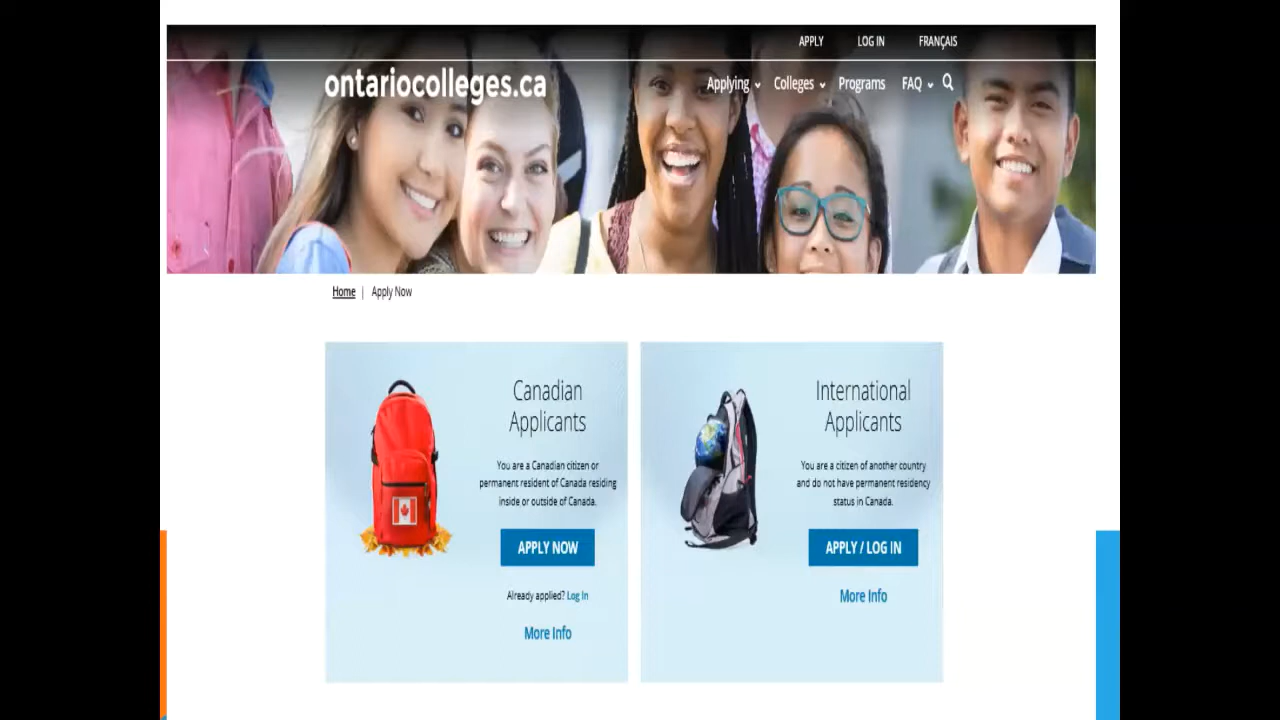 APPLY LOG IN FRANÇAIS
ontariocolleges.ca
Applying Colleges Programs FAQ
Home | Apply Now
Canadian
Applicants
You are a Canadian citizen or
permanent resident of Canada residing
inside or outside of Canada.
APPLY NOW
Already applied? Log In
More Info
International
Applicants
You are a citizen of another country
and do not have permanent residency
status in Canada.
APPLY / LOG IN
More Info